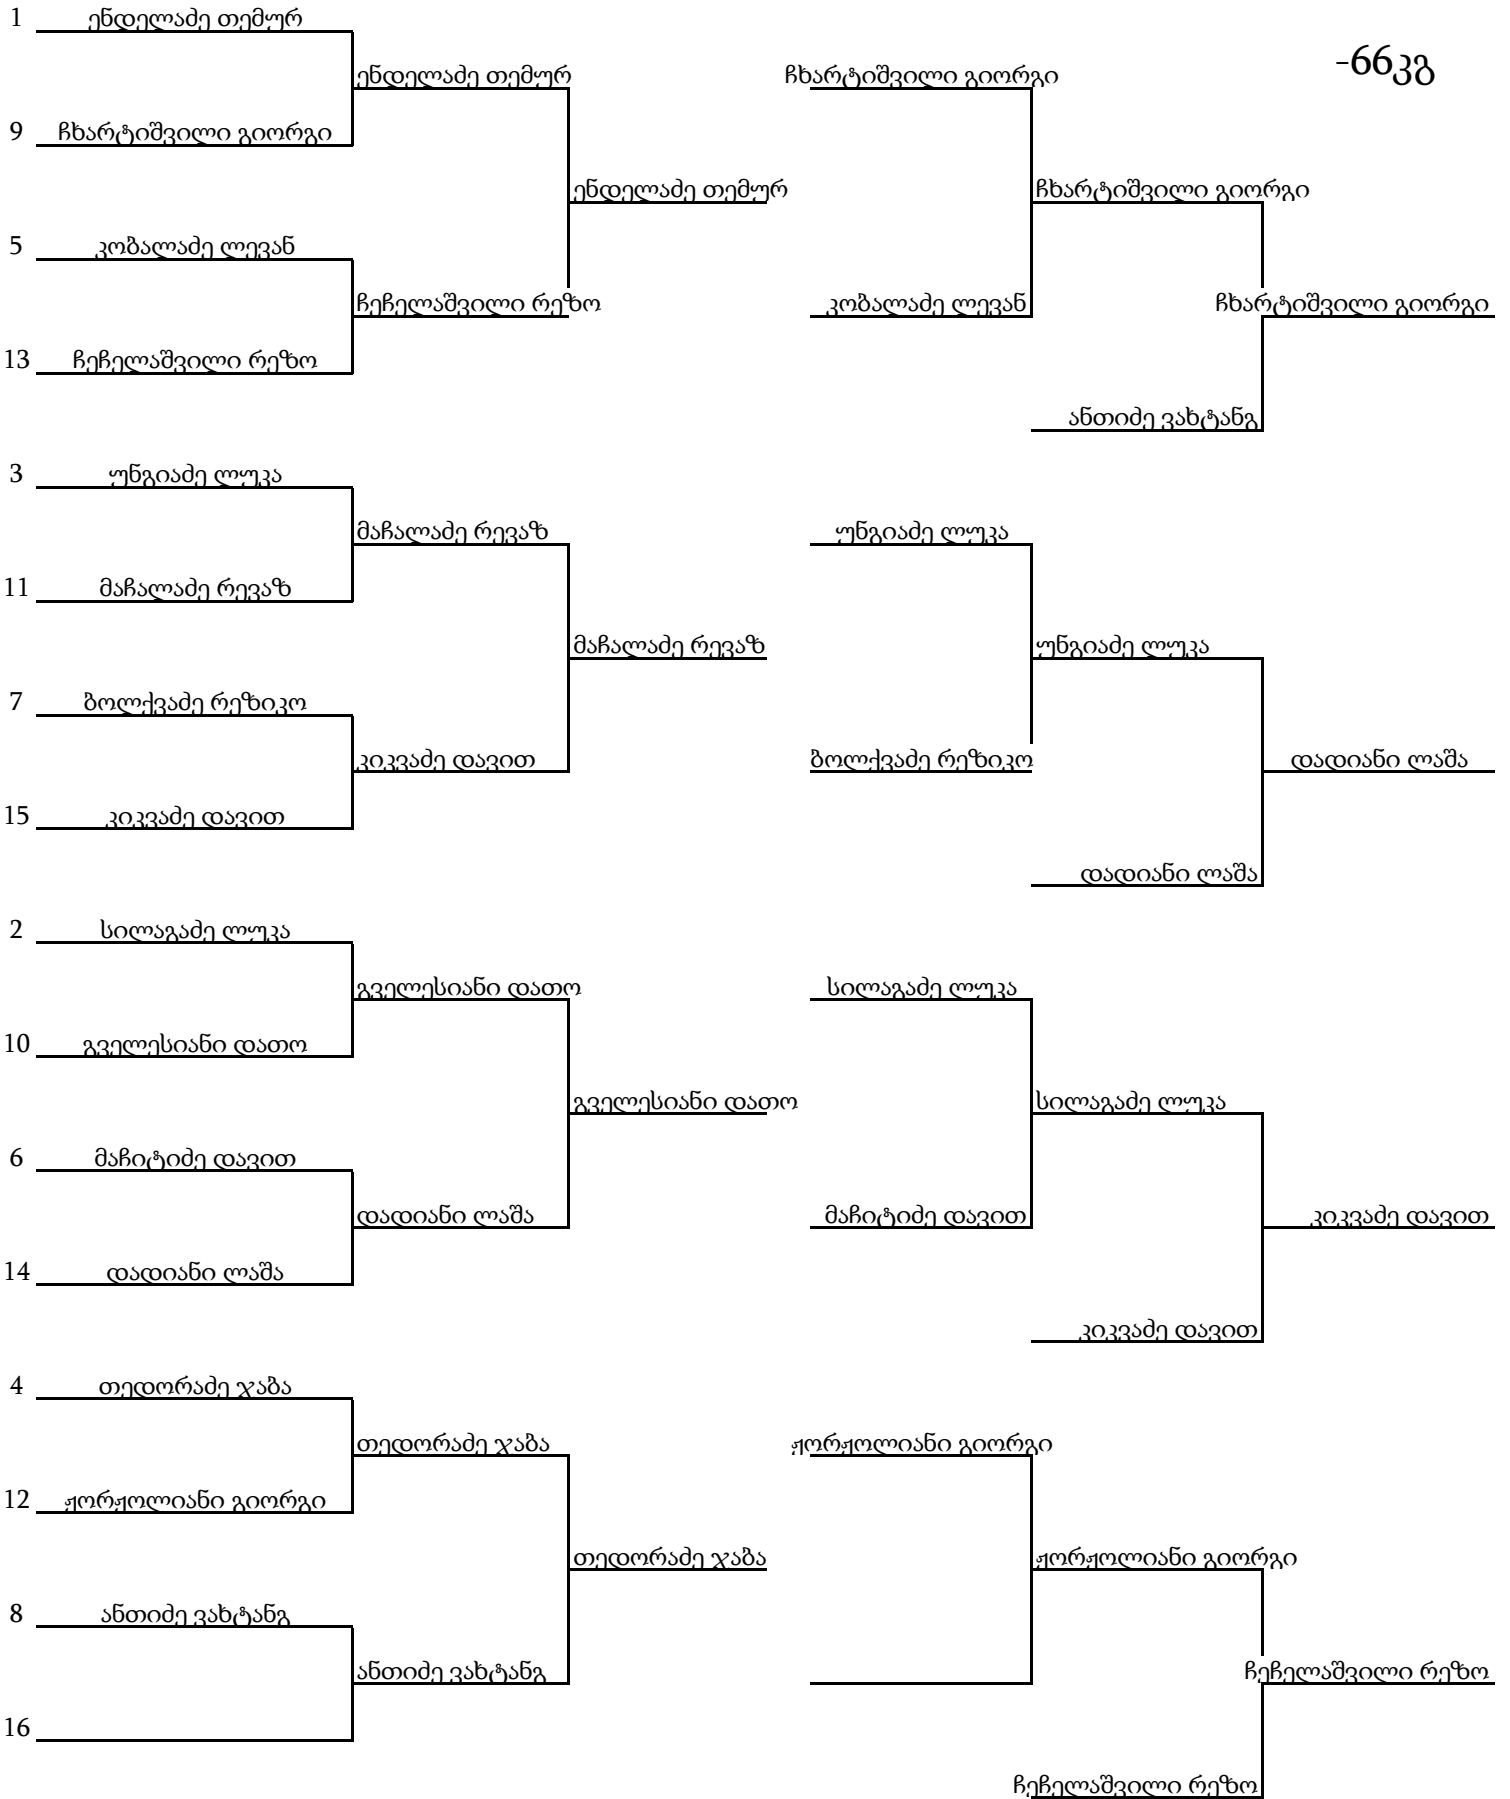 1 ენდელაძე თემურ
-66კგ
ენდელაძე თემურ
ჩხარტიშვილი გიორგი
9 ჩხარტიშვილი გიორგი
ენდელაძე თემურ
ჩხარტიშვილი გიორგი
5 კობალაძე ლევან
ჩეჩელაშვილი რეზო
კობალაძე ლევან
ჩხარტიშვილი გიორგი
13 ჩეჩელაშვილი რეზო
ანთიძე ვახტანგ
3 უნგიაძე ლუკა
მაჩალაძე რევაზ
უნგიაძე ლუკა
11 მაჩალაძე რევაზ
მაჩალაძე რევაზ
უნგიაძე ლუკა
7 ბოლქვაძე რეზიკო
კიკვაძე დავით
ბოლქვაძე რეზიკო
დადიანი ლაშა
15 კიკვაძე დავით
დადიანი ლაშა
2 სილაგაძე ლუკა
გველესიანი დათო
სილაგაძე ლუკა
10 გველესიანი დათო
გველესიანი დათო
სილაგაძე ლუკა
6 მაჩიტიძე დავით
დადიანი ლაშა
მაჩიტიძე დავით
კიკვაძე დავით
14 დადიანი ლაშა
კიკვაძე დავით
4 თედორაძე ჯაბა
თედორაძე ჯაბა
ჟორჟოლიანი გიორგი
12 ჟორჟოლიანი გიორგი
თედორაძე ჯაბა
ჟორჟოლიანი გიორგი
8 ანთიძე ვახტანგ
ანთიძე ვახტანგ
ჩეჩელაშვილი რეზო
16
ჩეჩელაშვილი რეზო